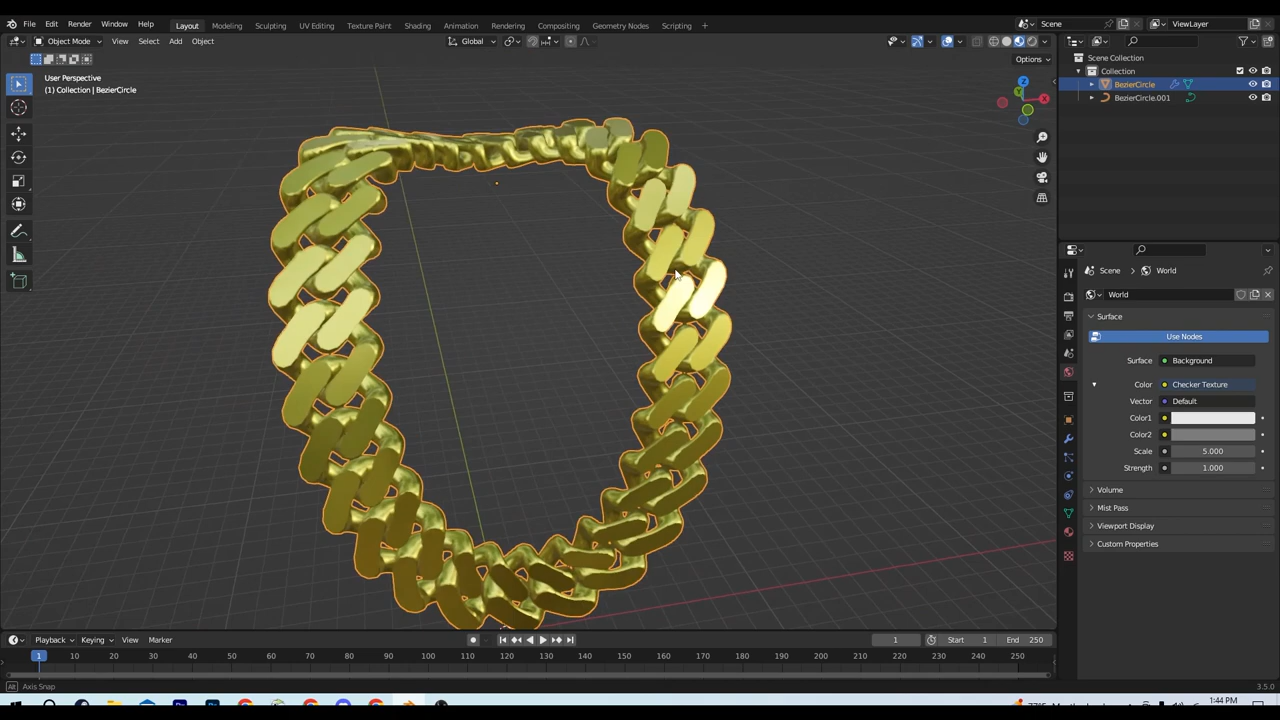 File Edit Render Window Help Layout Modeling Sculpting UV Editing Texture Paint Shading Animation Rendering Compositing Geometry Nodes Scripting + Scene ViewLayer
Object Mode View Select Add Object Global
Options
User Perspective
(1) Collection | BezierCircle
Scene Collection
Collection
BezierCircle
BezierCircle.001
Z
Y
X
Scene World
World
Surface
Use Nodes
Surface Background
Color Checker Texture
Vector Default
Color1
Color2
Scale 5.000
Strength 1.000
Volume
Mist Pass
Viewport Display
Custom Properties
Playback Keying View Marker 1 Start 1 End 250
1 10 20 30 40 50 60 70 80 90 100 110 120 130 140 150 160 170 180 190 200 210 220 230 240 250
Alt Axis Snap 3.5.0
1:44 PM